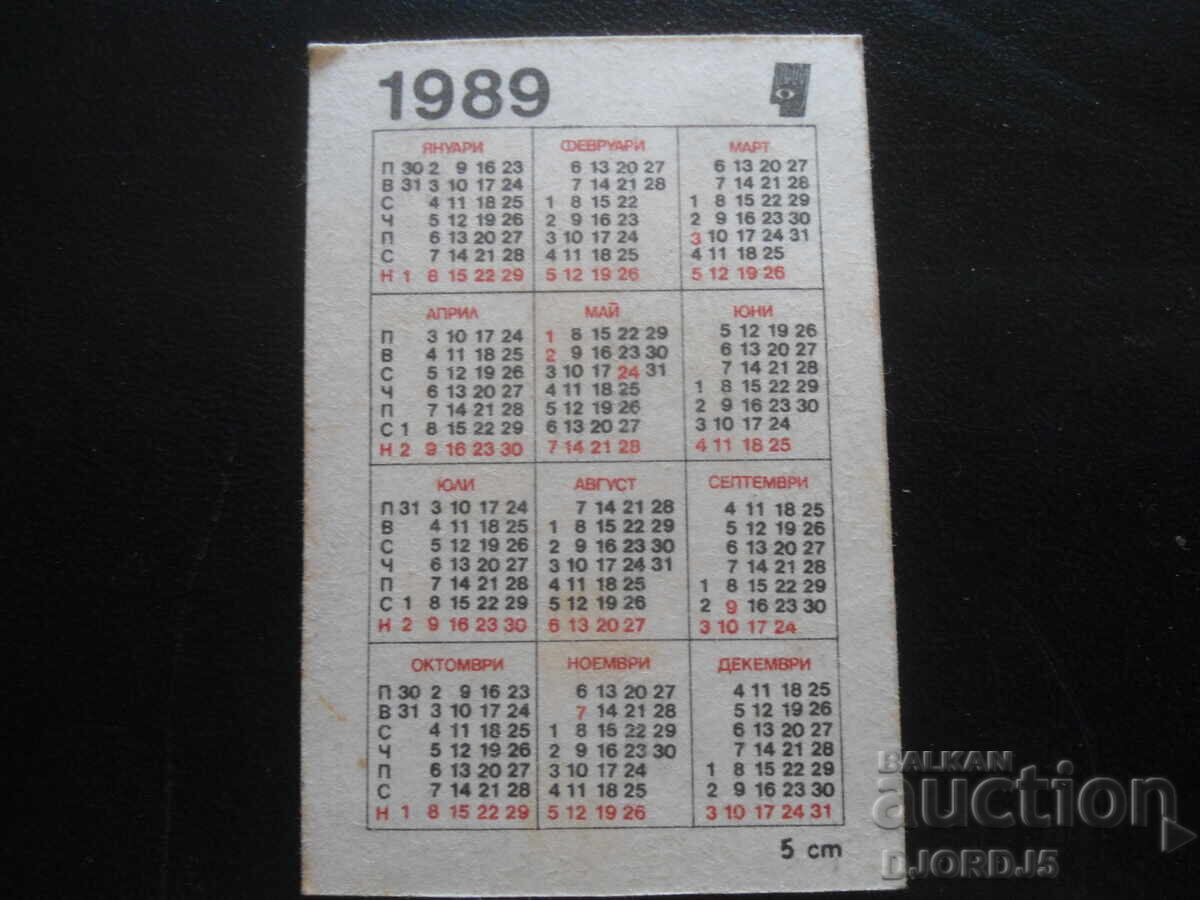 1989
ЯНУАРИ ФЕВРУАРИ МАРТ
П 30 2 9 16 23 6 13 20 27 6 13 20 27
В 31 3 10 17 24 7 14 21 28 7 14 21 28
С 4 11 18 25 1 8 15 22 1 8 15 22 29
Ч 5 12 19 26 2 9 16 23 2 9 16 23 30
П 6 13 20 27 3 10 17 24 3 10 17 24 31
С 7 14 21 28 4 11 18 25 4 11 18 25
Н 1 8 15 22 29 5 12 19 26 5 12 19 26
АПРИЛ МАЙ ЮНИ
П 3 10 17 24 1 8 15 22 29 5 12 19 26
В 4 11 18 25 2 9 16 23 30 6 13 20 27
С 5 12 19 26 3 10 17 24 31 7 14 21 28
Ч 6 13 20 27 4 11 18 25 1 8 15 22 29
П 7 14 21 28 5 12 19 26 2 9 16 23 30
С 1 8 15 22 29 6 13 20 27 3 10 17 24
Н 2 9 16 23 30 7 14 21 28 4 11 18 25
ЮЛИ АВГУСТ СЕПТЕМВРИ
П 31 3 10 17 24 7 14 21 28 4 11 18 25
В 4 11 18 25 1 8 15 22 29 5 12 19 26
С 5 12 19 26 2 9 16 23 30 6 13 20 27
Ч 6 13 20 27 3 10 17 24 31 7 14 21 28
П 7 14 21 28 4 11 18 25 1 8 15 22 29
С 1 8 15 22 29 5 12 19 26 2 9 16 23 30
Н 2 9 16 23 30 6 13 20 27 3 10 17 24
ОКТОМВРИ НОЕМВРИ ДЕКЕМВРИ
П 30 2 9 16 23 6 13 20 27 4 11 18 25
В 31 3 10 17 24 7 14 21 28 5 12 19 26
С 4 11 18 25 1 8 15 22 29 6 13 20 27
Ч 5 12 19 26 2 9 16 23 30 7 14 21 28
П 6 13 20 27 3 10 17 24 1 8 15 22 29
С 7 14 21 28 4 11 18 25 2 9 16 23 30
Н 1 8 15 22 29 5 12 19 26 3 10 17 24 31
5 cm
BALKAN
auction
DJORDJ5